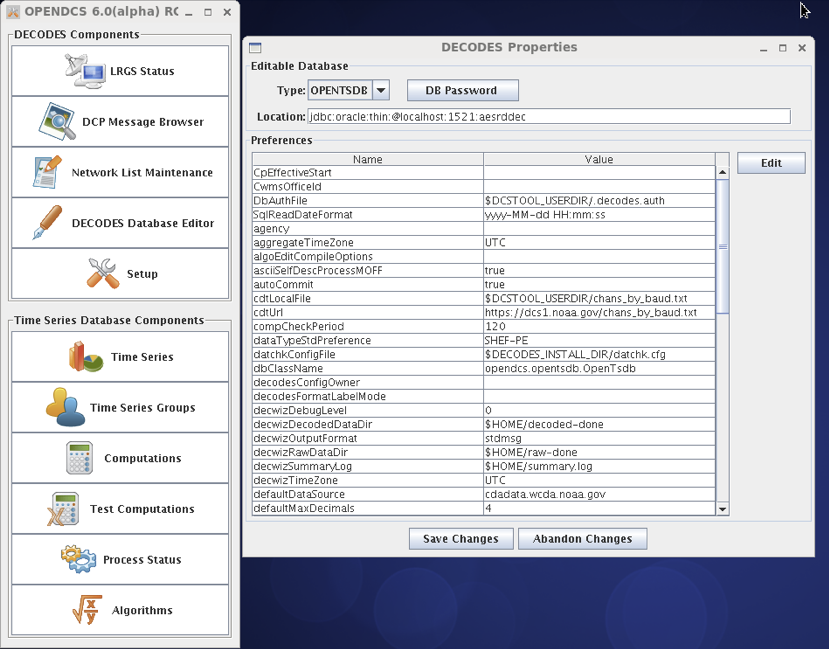 OPENDCS 6.0(alpha) RC
DECODES Components
LRGS Status
DCP Message Browser
Network List Maintenance
DECODES Database Editor
Setup
Time Series Database Components
Time Series
Time Series Groups
Computations
Test Computations
Process Status
Algorithms
DECODES Properties
Editable Database
Type: OPENTSDB DB Password
Location: jdbc:oracle:thin:@localhost:1521:aesrddec
Preferences
Name Value
Edit
CpEffectiveStart
CwmsOfficeId
DbAuthFile $DCSTOOL_USERDIR/.decodes.auth
SqlReadDateFormat yyyy-MM-dd HH:mm:ss
agency
aggregateTimeZone UTC
algoEditCompileOptions
asciiSelfDescProcessMOFF true
autoCommit true
cdtLocalFile $DCSTOOL_USERDIR/chans_by_baud.txt
cdtUrl https://dcs1.noaa.gov/chans_by_baud.txt
compCheckPeriod 120
dataTypeStdPreference SHEF-PE
datchkConfigFile $DECODES_INSTALL_DIR/datchk.cfg
dbClassName opendcs.opentsdb.OpenTsdb
decodesConfigOwner
decodesFormatLabelMode
decwizDebugLevel 0
decwizDecodedDataDir $HOME/decoded-done
decwizOutputFormat stdmsg
decwizRawDataDir $HOME/raw-done
decwizSummaryLog $HOME/summary.log
decwizTimeZone UTC
defaultDataSource cdadata.wcda.noaa.gov
defaultMaxDecimals 4
Save Changes Abandon Changes